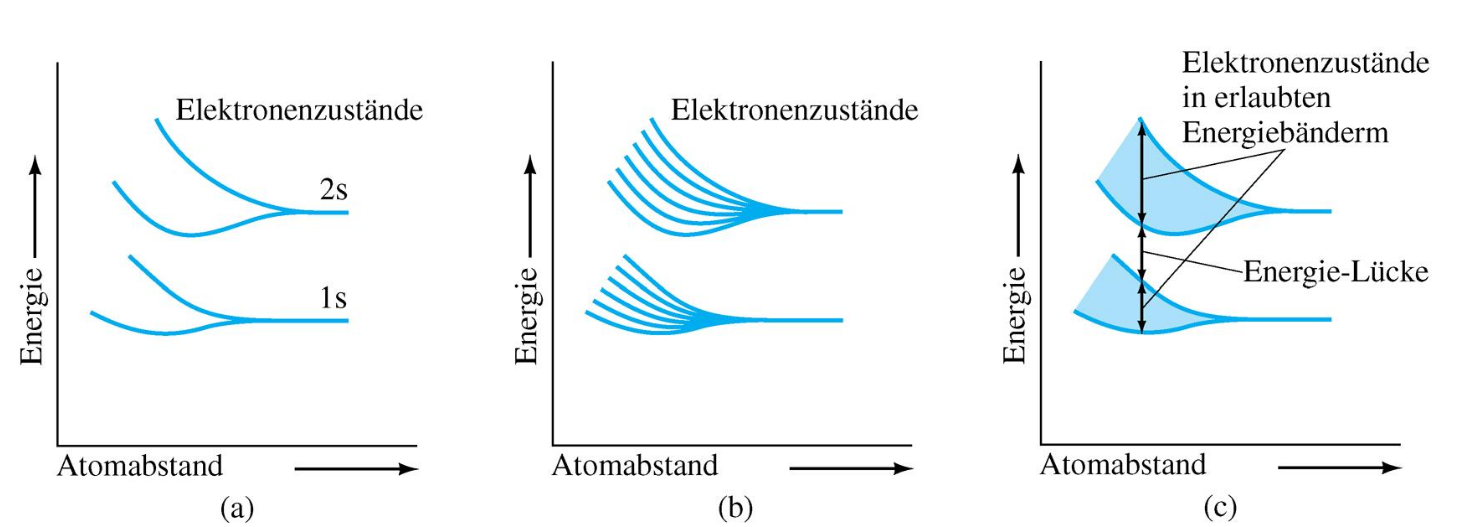 Elektronenzustände
2s
1s
Energie
Atomabstand
(a)
Elektronenzustände
Energie
Atomabstand
(b)
Elektronenzustände
in erlaubten
Energiebänderm
Energie-Lücke
Energie
Atomabstand
(c)